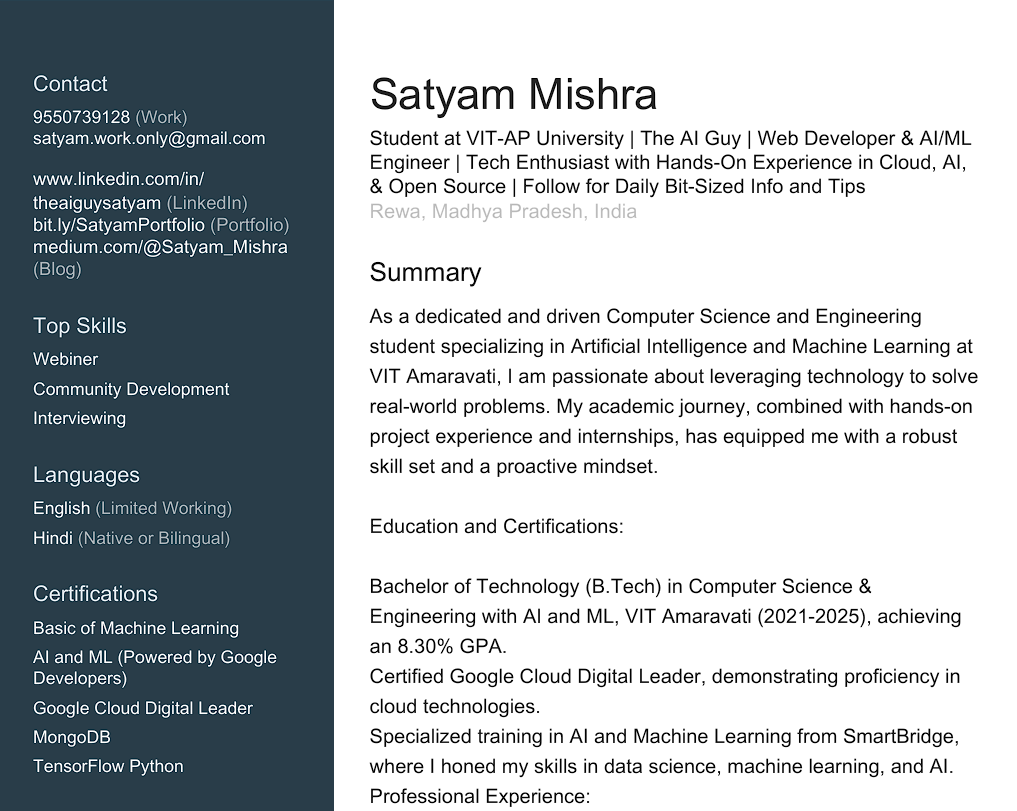 Contact
9550739128 (Work)
satyam.work.only@gmail.com
www.linkedin.com/in/
theaiguysatyam (LinkedIn)
bit.ly/SatyamPortfolio (Portfolio)
medium.com/@Satyam_Mishra
(Blog)
Top Skills
Webiner
Community Development
Interviewing
Languages
English (Limited Working)
Hindi (Native or Bilingual)
Certifications
Basic of Machine Learning
AI and ML (Powered by Google
Developers)
Google Cloud Digital Leader
MongoDB
TensorFlow Python
Satyam Mishra
Student at VIT-AP University | The AI Guy | Web Developer & AI/ML
Engineer | Tech Enthusiast with Hands-On Experience in Cloud, AI,
& Open Source | Follow for Daily Bit-Sized Info and Tips
Rewa, Madhya Pradesh, India
Summary
As a dedicated and driven Computer Science and Engineering
student specializing in Artificial Intelligence and Machine Learning at
VIT Amaravati, I am passionate about leveraging technology to solve
real-world problems. My academic journey, combined with hands-on
project experience and internships, has equipped me with a robust
skill set and a proactive mindset.
Education and Certifications:
Bachelor of Technology (B.Tech) in Computer Science &
Engineering with AI and ML, VIT Amaravati (2021-2025), achieving
an 8.30% GPA.
Certified Google Cloud Digital Leader, demonstrating proficiency in
cloud technologies.
Specialized training in AI and Machine Learning from SmartBridge,
where I honed my skills in data science, machine learning, and AI.
Professional Experience: